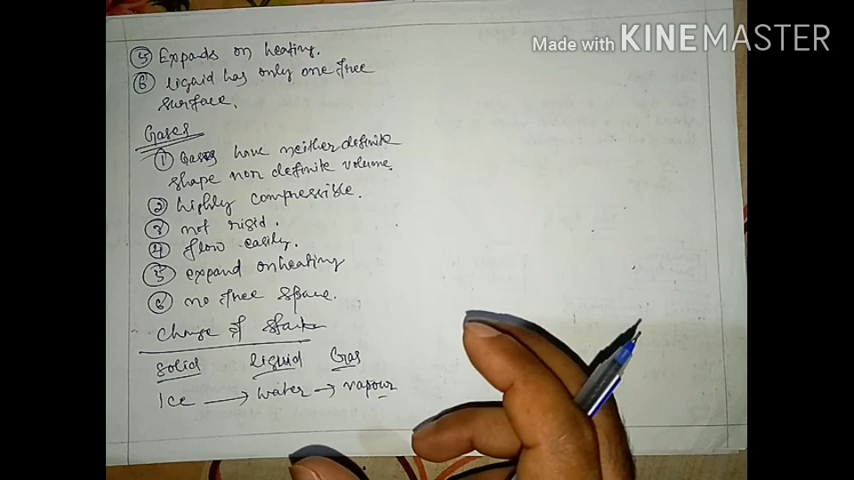 Made with KINEMASTER
⑤ Expands on heating.
⑥ liquid has only one free
surface.
Gases
① Gases have neither definite
shape nor definite volume.
② highly compressible.
③ not rigid.
④ flow easily.
⑤ expand on heating
⑥ no free space.
Change of state
Solid liquid Gas
Ice → water → vapour